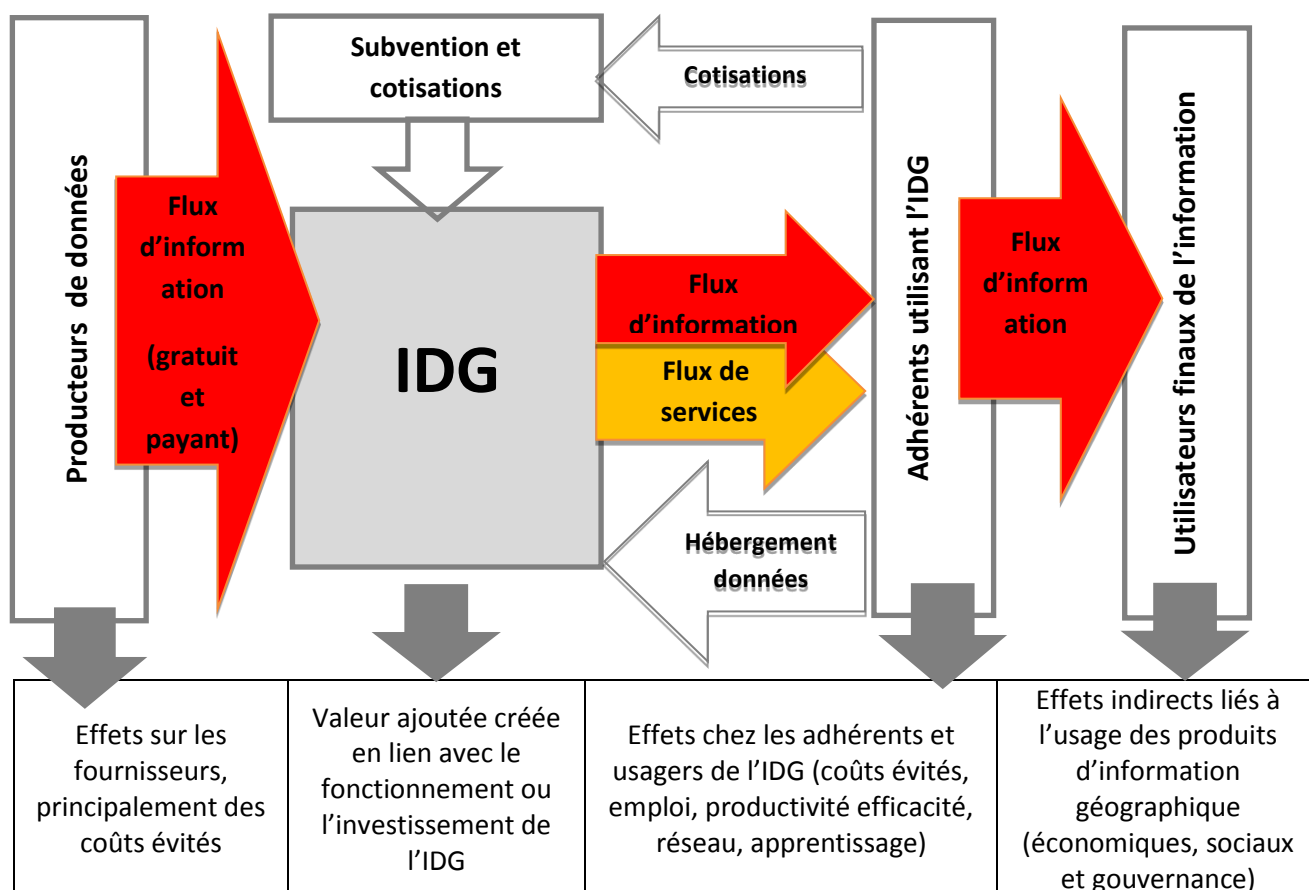 Producteurs de données
Flux
d'inform
ation
(gratuit
et
payant)
Subvention et
cotisations
Cotisations
IDG
Flux
d'information
Flux de
services
Hébergement
données
Adhérents utilisant l'IDG
Flux
d'inform
ation
Utilisateurs finaux de l'information
Effets sur les
fournisseurs,
principalement des
coûts évités
Valeur ajoutée créée
en lien avec le
fonctionnement ou
l'investissement de
l'IDG
Effets chez les adhérents et
usagers de l'IDG (coûts évités,
emploi, productivité efficacité,
réseau, apprentissage)
Effets indirects liés à
l'usage des produits
d'information
géographique
(économiques, sociaux
et gouvernance)